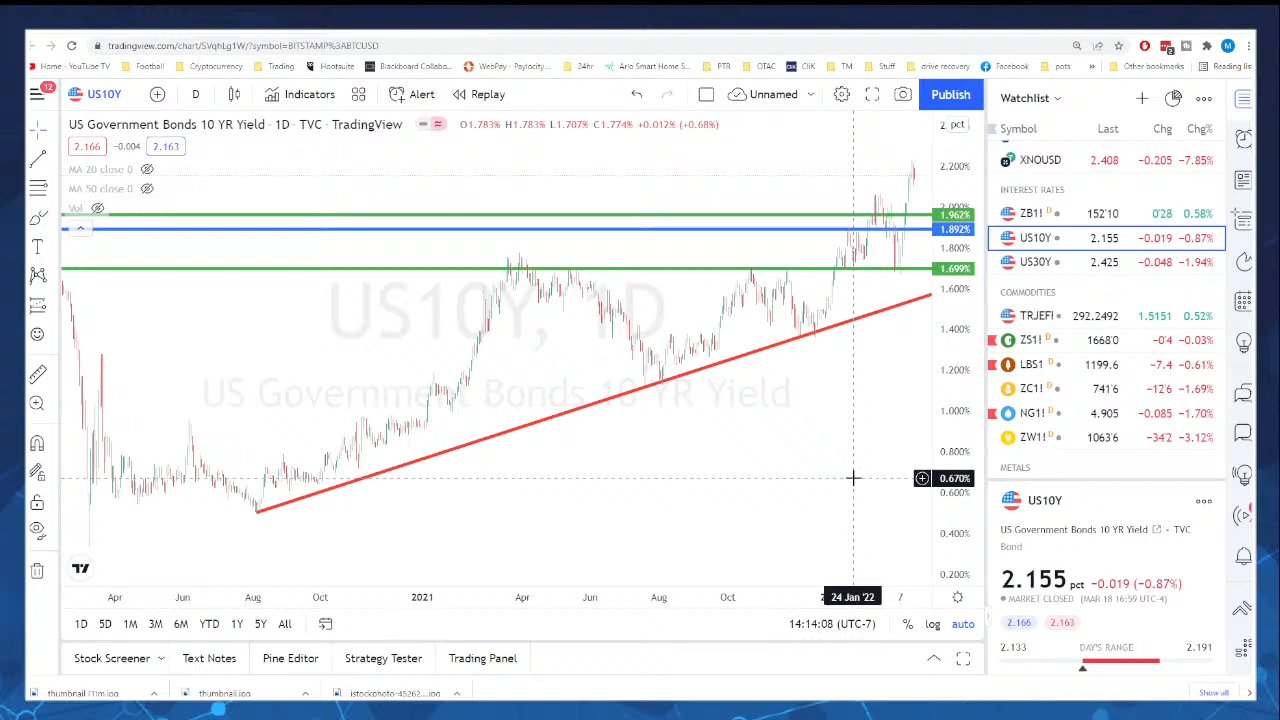 tradingview.com/chart/SVqhLg1W/?symbol=BITSTAMP%3ABTCUSD
Home - YouTube TV Football Cryptocurrency Trading Hootsuite Blackboard Collabo... WebPay - Paylocity... 24hr Arlo Smart Home S... FTR OTAC Clik TM Stuff drive recovery Facebook pots » Other bookmarks Reading list
12 US10Y D Indicators Alert Replay Unnamed Publish
Watchlist
US Government Bonds 10 YR Yield · 1D · TVC · TradingView O1.783% H1.783% L1.707% C1.774% +0.012% (+0.68%)
2. pct
2.166 -0.004 2.163
MA 20 close 0
MA 50 close 0
Vol
US10Y, 1D
US Government Bonds 10 YR Yield
2.200%
2.000%
1.962%
1.892%
1.800%
1.699%
1.600%
1.400%
1.200%
1.000%
0.800%
0.670%
0.600%
0.400%
0.200%
Apr Jun Aug Oct 2021 Apr Jun Aug Oct 24 Jan '22 7
1D 5D 1M 3M 6M YTD 1Y 5Y All 14:14:08 (UTC-7) % log auto
Stock Screener Text Notes Pine Editor Strategy Tester Trading Panel
Symbol Last Chg Chg%
XNOUSD 2.408 −0.205 −7.85%
INTEREST RATES
ZB1! D 152'10 0'28 0.58%
US10Y 2.155 −0.019 −0.87%
US30Y 2.425 −0.048 −1.94%
COMMODITIES
TRJEFI 292.2492 1.5151 0.52%
ZS1! D 1668'0 −0'4 −0.03%
LBS1! D 1199.6 −7.4 −0.61%
ZC1! D 741'6 −12'6 −1.69%
NG1! D 4.905 −0.085 −1.70%
ZW1! D 1063'6 −34'2 −3.12%
METALS
US10Y
US Government Bonds 10 YR Yield TVC
Bond
2.155 pct −0.019 (−0.87%)
MARKET CLOSED (MAR 18 16:59 UTC-4)
2.166 2.163
2.133 DAY'S RANGE 2.191
thumbnail.jpg istockphoto-45262....jpg Show all